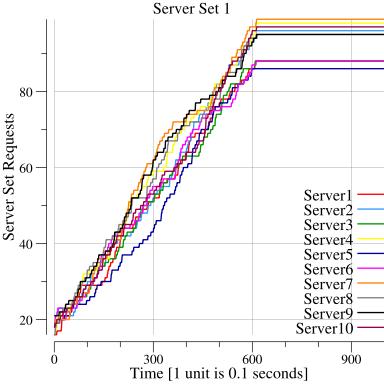 Server Set 1
Server Set Requests
80
60
40
20
Server1
Server2
Server3
Server4
Server5
Server6
Server7
Server8
Server9
Server10
0 300 600 900
Time [1 unit is 0.1 seconds]